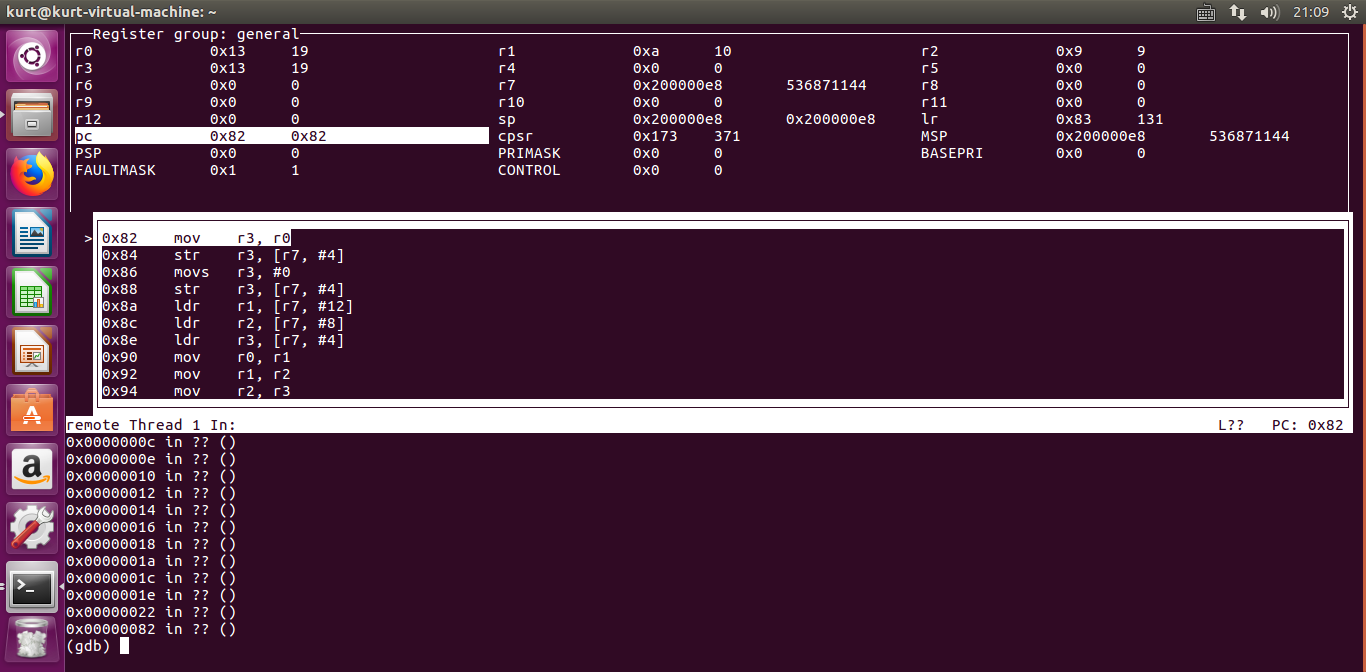 kurt@kurt-virtual-machine: ~ 21:09
Register group: general
r0 0x13 19 r1 0xa 10 r2 0x9 9
r3 0x13 19 r4 0x0 0 r5 0x0 0
r6 0x0 0 r7 0x200000e8 536871144 r8 0x0 0
r9 0x0 0 r10 0x0 0 r11 0x0 0
r12 0x0 0 sp 0x200000e8 0x200000e8 lr 0x83 131
pc 0x82 0x82 cpsr 0x173 371 MSP 0x200000e8 536871144
PSP 0x0 0 PRIMASK 0x0 0 BASEPRI 0x0 0
FAULTMASK 0x1 1 CONTROL 0x0 0
> 0x82 mov r3, r0
0x84 str r3, [r7, #4]
0x86 movs r3, #0
0x88 str r3, [r7, #4]
0x8a ldr r1, [r7, #12]
0x8c ldr r2, [r7, #8]
0x8e ldr r3, [r7, #4]
0x90 mov r0, r1
0x92 mov r1, r2
0x94 mov r2, r3
remote Thread 1 In: L?? PC: 0x82
0x0000000c in ?? ()
0x0000000e in ?? ()
0x00000010 in ?? ()
0x00000012 in ?? ()
0x00000014 in ?? ()
0x00000016 in ?? ()
0x00000018 in ?? ()
0x0000001a in ?? ()
0x0000001c in ?? ()
0x0000001e in ?? ()
0x00000022 in ?? ()
0x00000082 in ?? ()
(gdb)